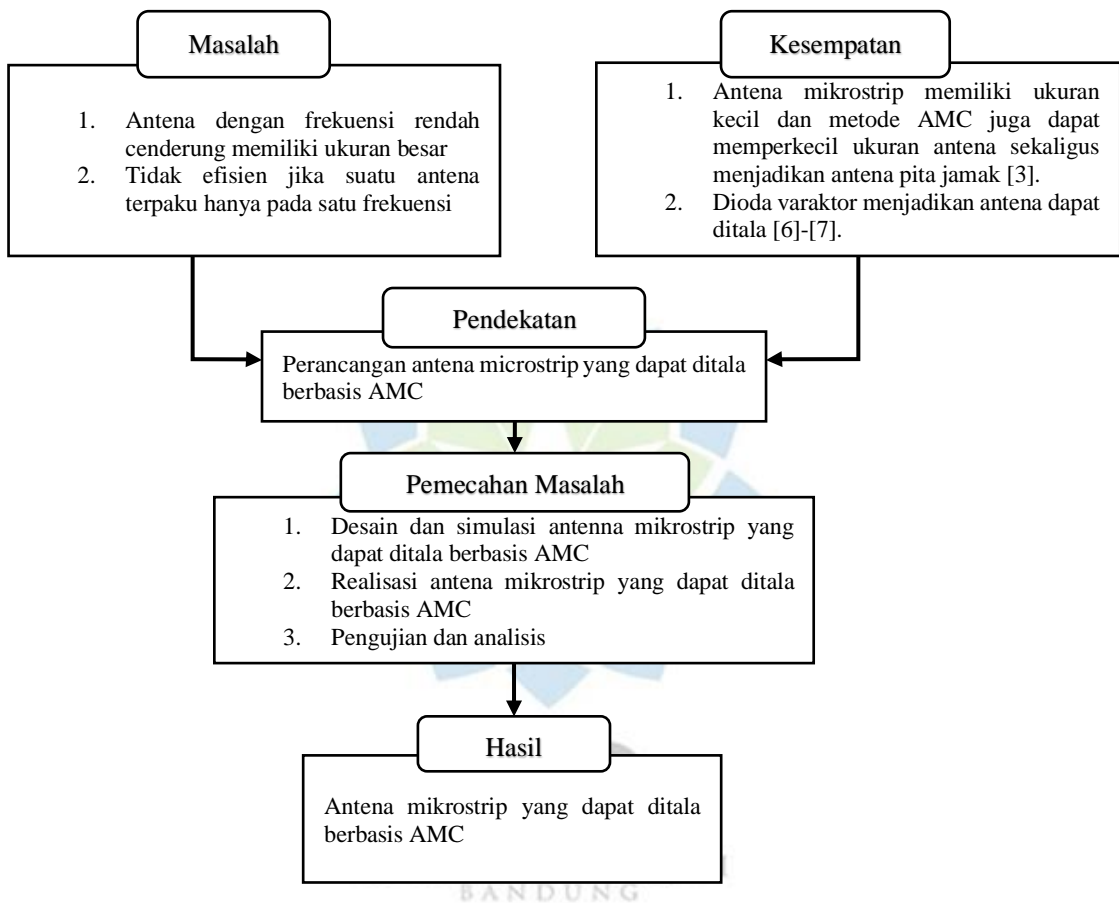 Masalah
1. Antena dengan frekuensi rendah
cenderung memiliki ukuran besar
2. Tidak efisien jika suatu antena
terpaku hanya pada satu frekuensi
Kesempatan
1. Antena mikrostrip memiliki ukuran
kecil dan metode AMC juga dapat
memperkecil ukuran antena sekaligus
menjadikan antena pita jamak [3].
2. Dioda varaktor menjadikan antena dapat
ditala [6]-[7].
Pendekatan
Perancangan antena microstrip yang dapat ditala
berbasis AMC
Pemecahan Masalah
1. Desain dan simulasi antenna mikrostrip yang
dapat ditala berbasis AMC
2. Realisasi antena mikrostrip yang dapat ditala
berbasis AMC
3. Pengujian dan analisis
Hasil
Antena mikrostrip yang dapat ditala
berbasis AMC
BANDUNG